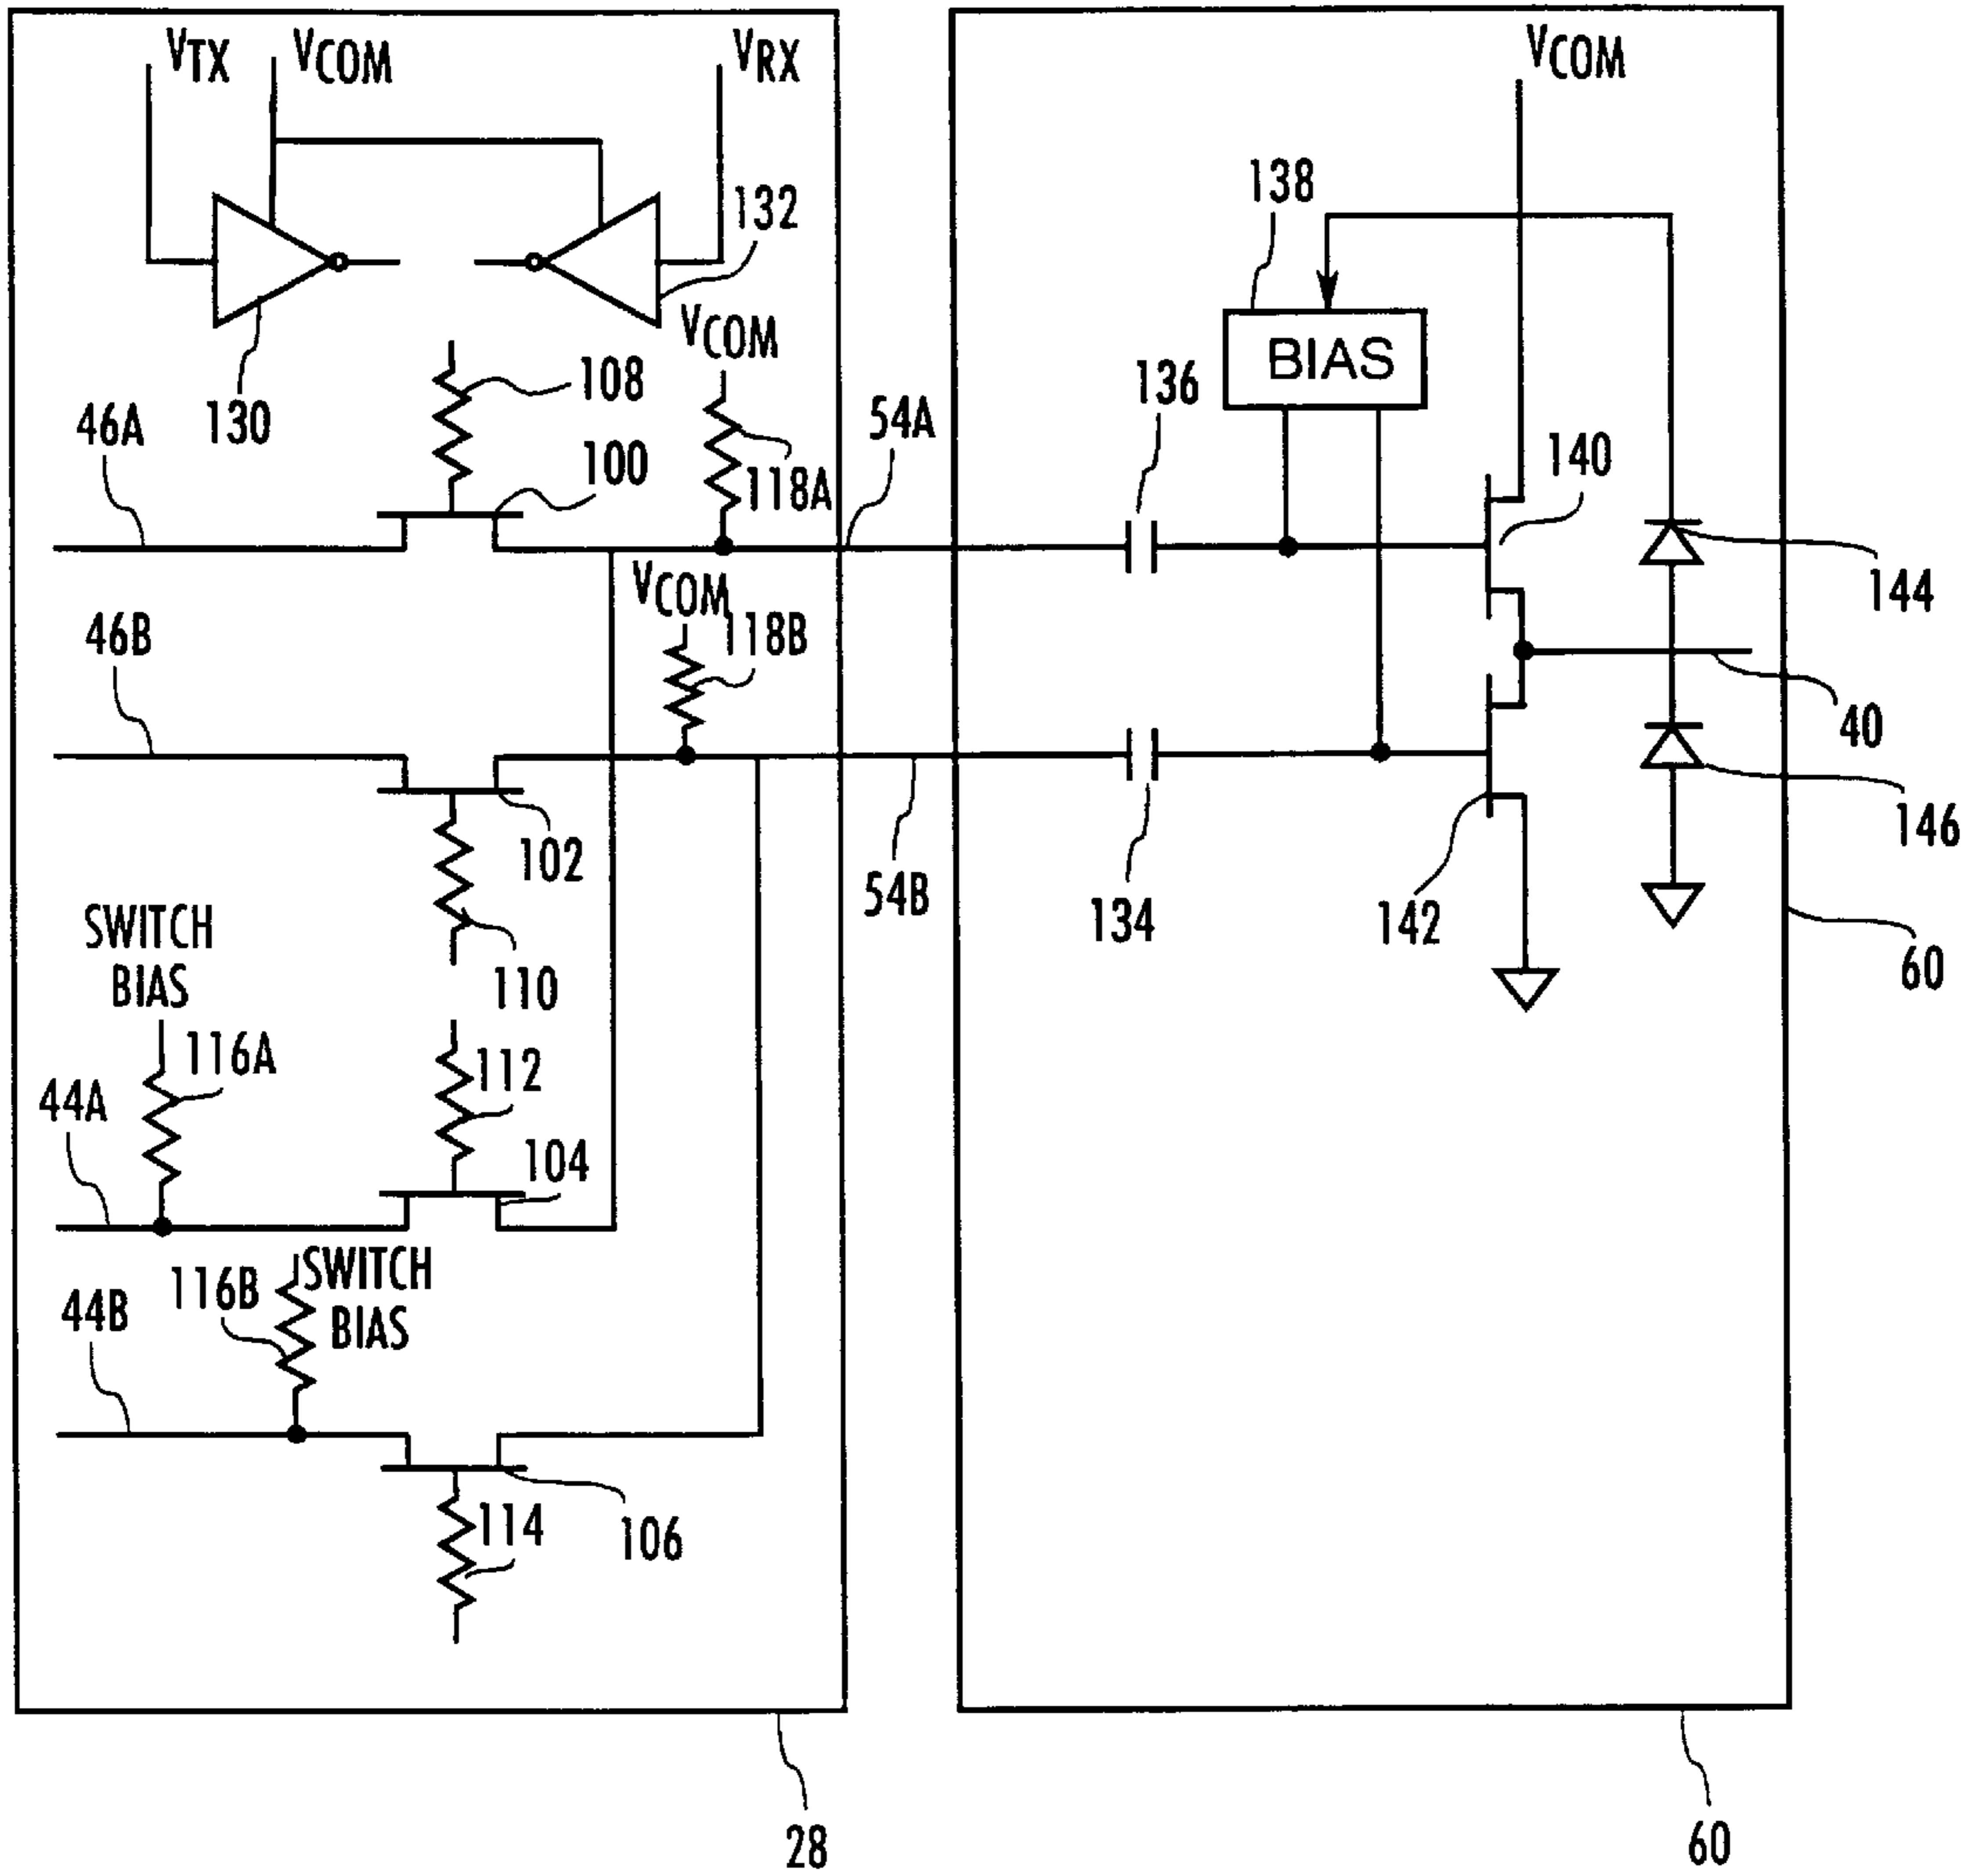 VTX
VCOM
VRX
VCOM
132
138
VCOM
108
BIAS
136
130
46A
54A
100
140
118A
144
VCOM
118B
46B
40
102
146
54B
134
142
SWITCH
BIAS
110
60
116A
112
44A
104
SWITCH
BIAS
116B
44B
114
106
28
60